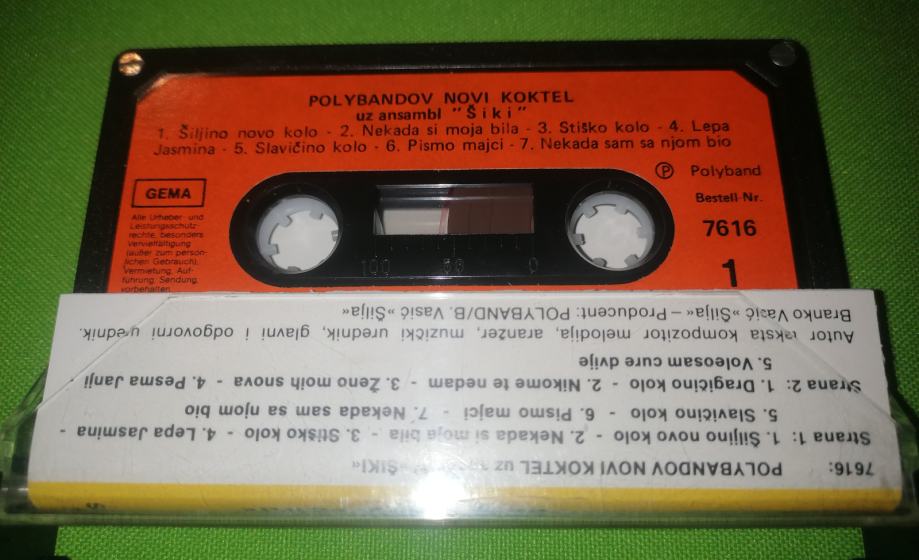 POLYBANDOV NOVI KOKTEL
uz ansambl "Šiki"
1. Šiljino novo kolo - 2. Nekada si moja bila - 3. Stiško kolo - 4. Lepa
Jasmina - 5. Slavičino kolo - 6. Pismo majci - 7. Nekada sam sa njom bio
GEMA
Ⓟ Polyband
Bestell-Nr.
7616
1
Alle Urheber- und
Leistungsschutz-
rechte, besonders
Vervielfältigung
(außer zum persön-
lichen Gebrauch),
Vermietung, Auf-
führung, Sendung,
vorbehalten.
100 50 0
7616: POLYBANDOV NOVI KOKTEL uz »ŠIKI«
Strana 1: 1. Šiljino novo kolo - 2. Nekada si moja bila - 3. Stiško kolo - 4. Lepa Jasmina -
5. Slavičino kolo - 6. Pismo majci - 7. Nekada sam sa njom bio
Strana 2: 1. Dragičino kolo - 2. Nikome te nedam - 3. Ženo moih snova - 4. Pesma Janji -
5. Voleosam cure dvije
Autor teksta kompozitor melodija, aranžer, muzički urednik, glavni i odgovorni urednik.
Branko Vasić »Šilja« – Producent: POLYBAND/B. Vasić »Šilja«